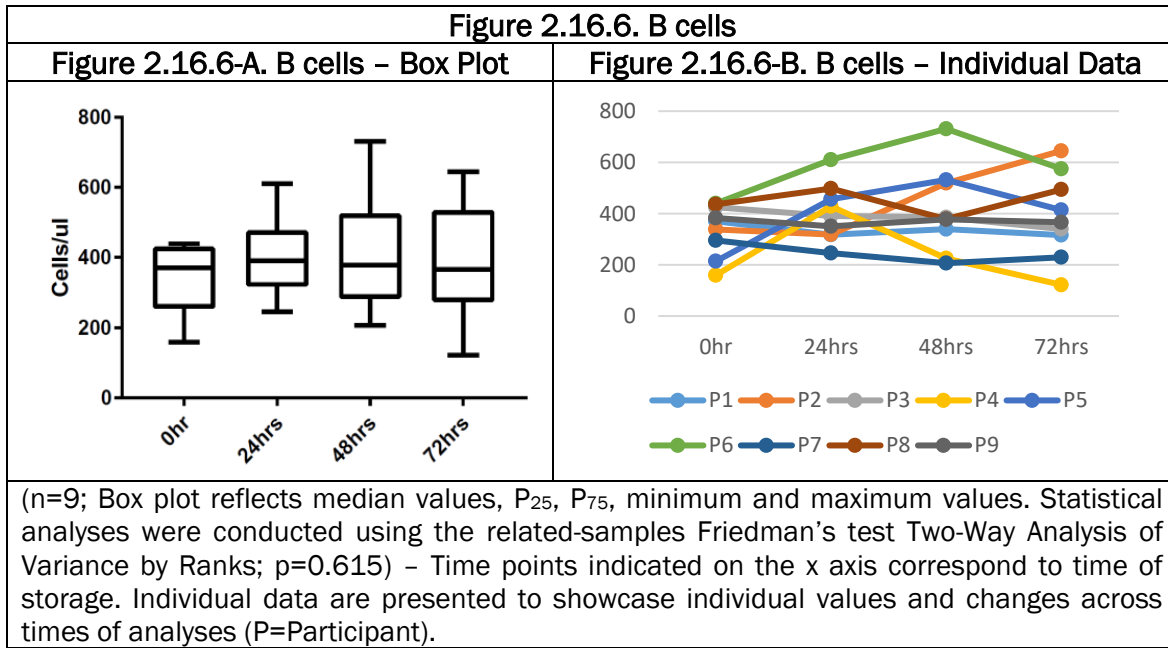 Figure 2.16.6. B cells
Figure 2.16.6-A. B cells – Box Plot
Figure 2.16.6-B. B cells – Individual Data
800
600
400
200
0
Cells/ul
0hr
24hrs
48hrs
72hrs
800
600
400
200
0
0hr 24hrs 48hrs 72hrs
P1 P2 P3 P4 P5
P6 P7 P8 P9
(n=9; Box plot reflects median values, P25, P75, minimum and maximum values. Statistical
analyses were conducted using the related-samples Friedman’s test Two-Way Analysis of
Variance by Ranks; p=0.615) – Time points indicated on the x axis correspond to time of
storage. Individual data are presented to showcase individual values and changes across
times of analyses (P=Participant).